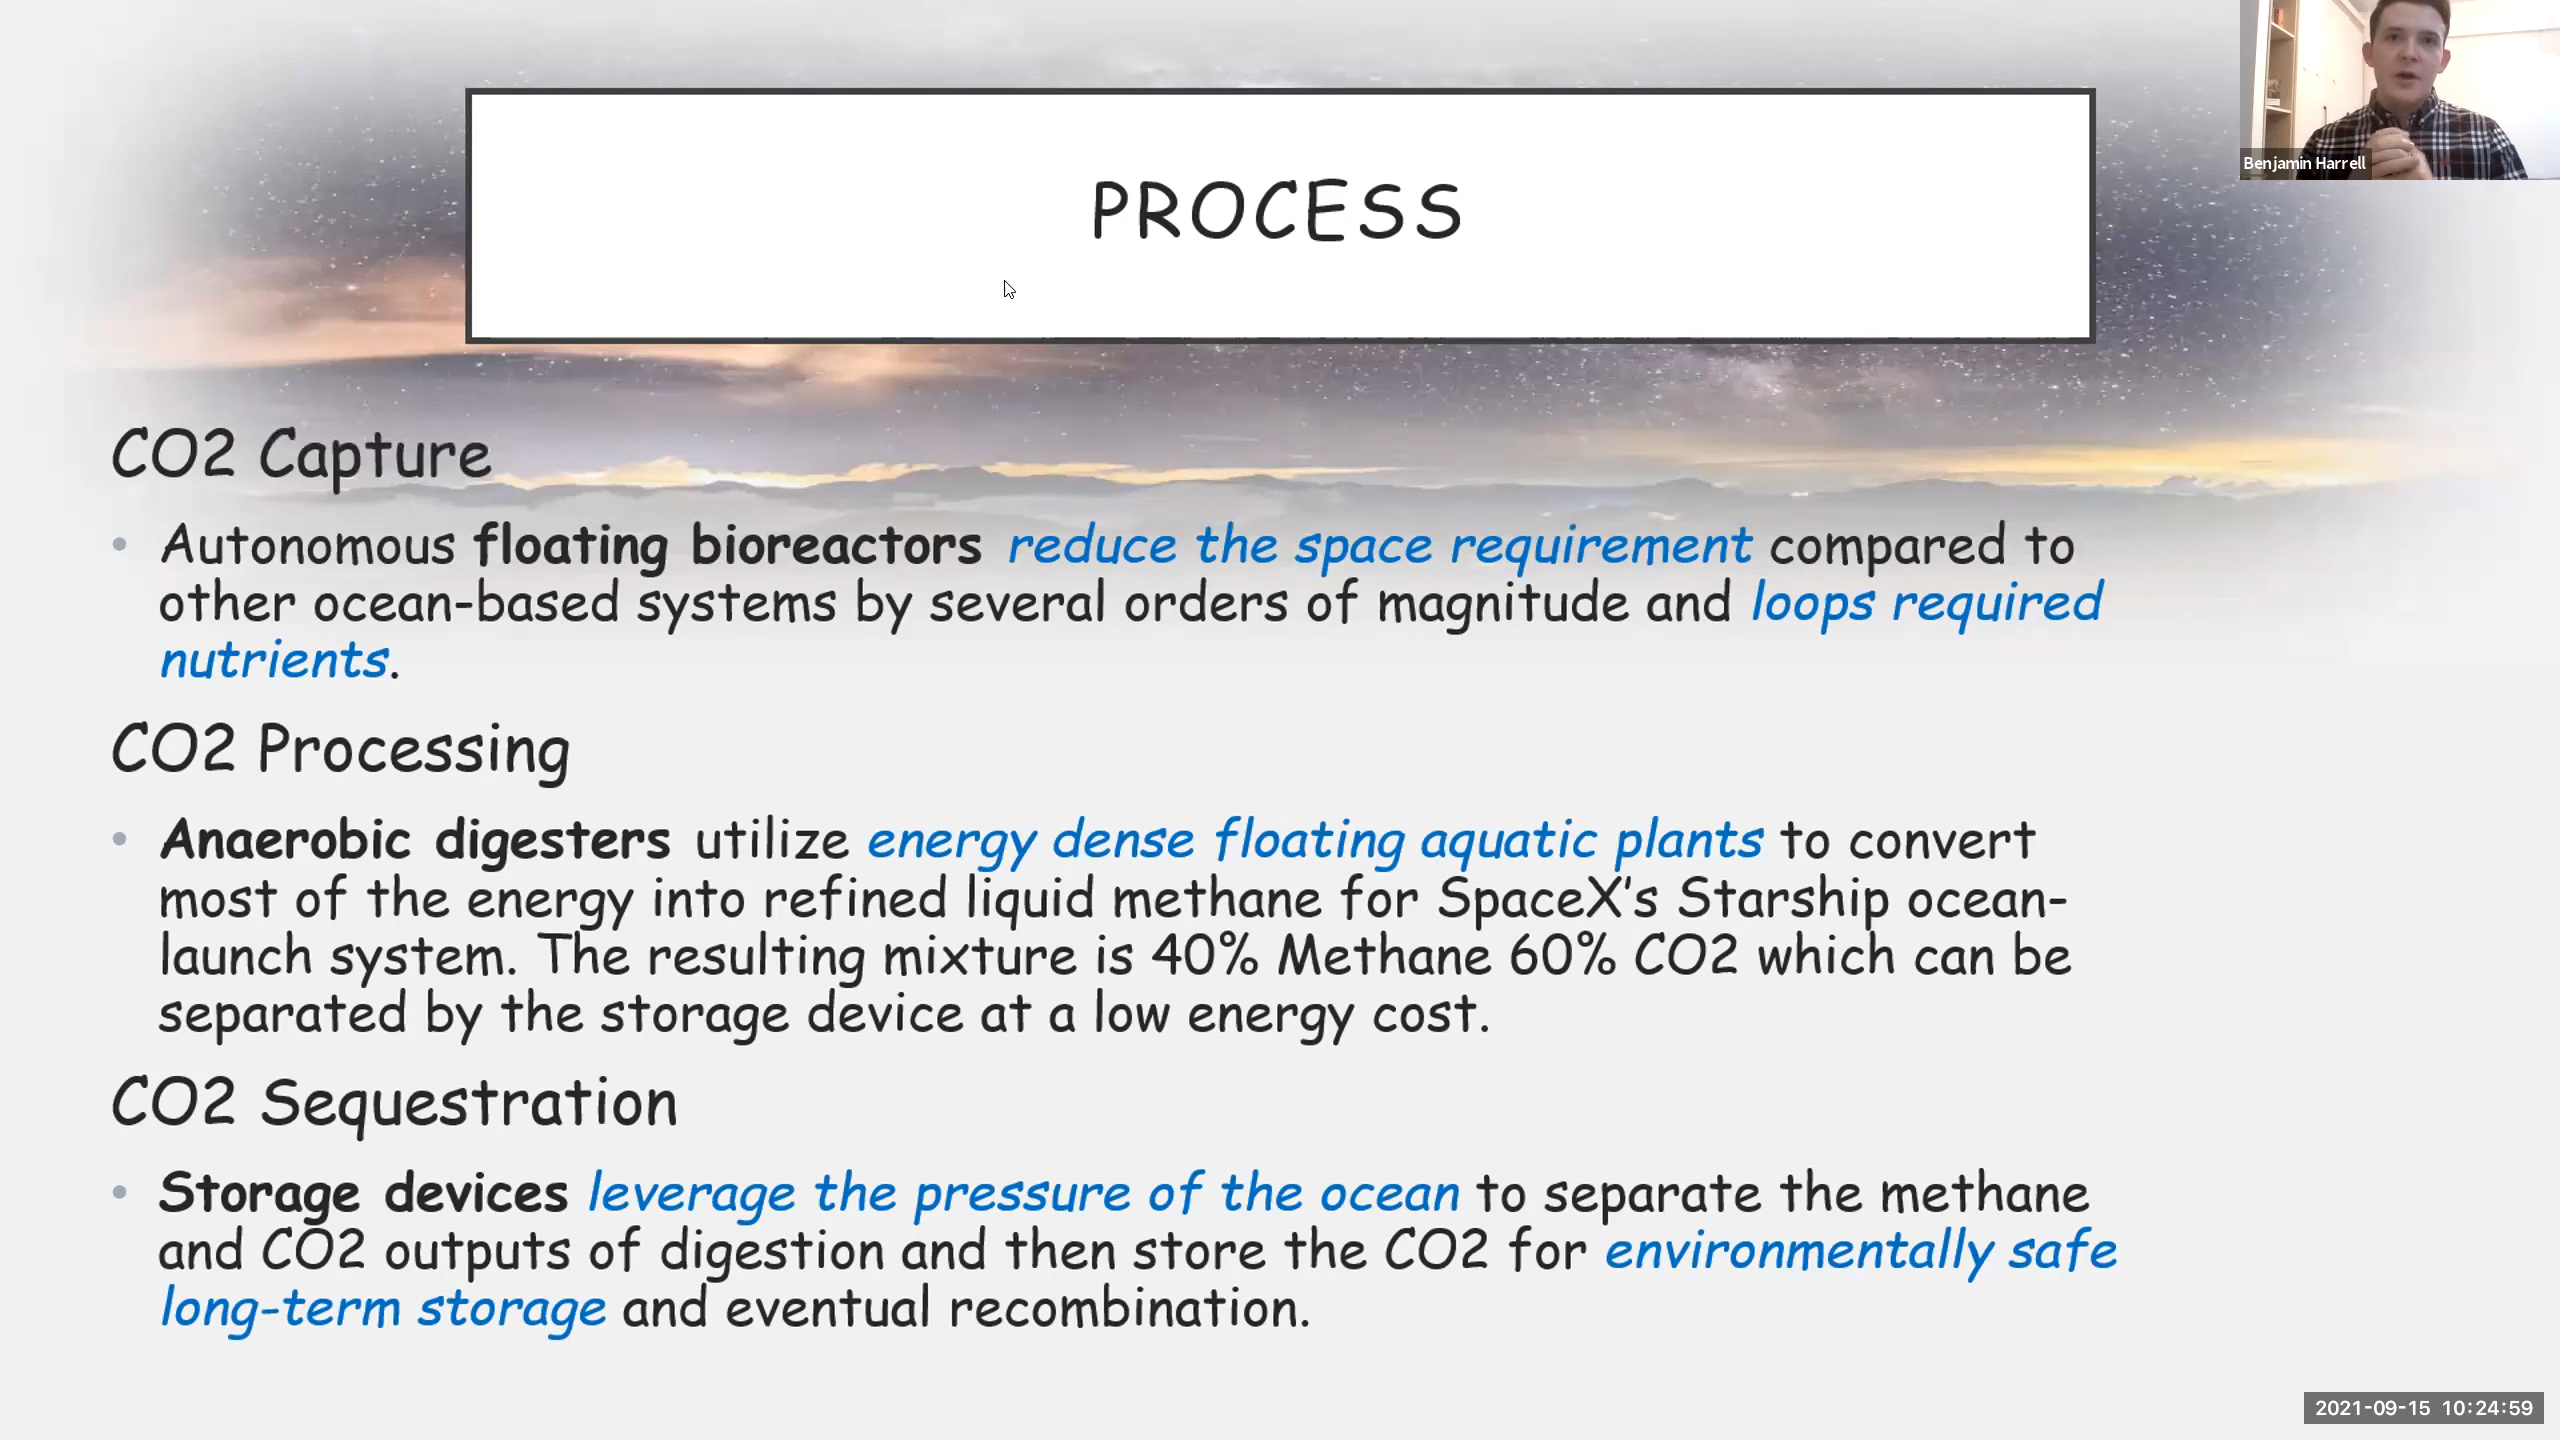 Benjamin Harrell
PROCESS
CO2 Capture
• Autonomous floating bioreactors reduce the space requirement compared to
other ocean-based systems by several orders of magnitude and loops required
nutrients.
CO2 Processing
• Anaerobic digesters utilize energy dense floating aquatic plants to convert
most of the energy into refined liquid methane for SpaceX's Starship ocean-
launch system. The resulting mixture is 40% Methane 60% CO2 which can be
separated by the storage device at a low energy cost.
CO2 Sequestration
• Storage devices leverage the pressure of the ocean to separate the methane
and CO2 outputs of digestion and then store the CO2 for environmentally safe
long-term storage and eventual recombination.
2021-09-15 10:24:59